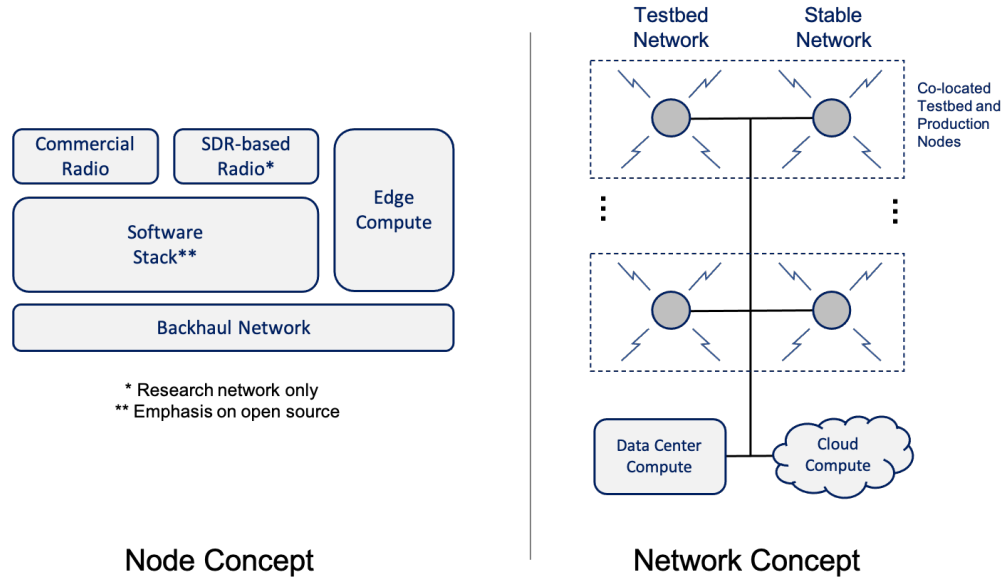 Commercial
Radio
SDR-based
Radio*
Edge
Compute
Software
Stack**
Backhaul Network
* Research network only
** Emphasis on open source
Node Concept
Testbed
Network
Stable
Network
Co-located
Testbed and
Production
Nodes
Data Center
Compute
Cloud
Compute
Network Concept